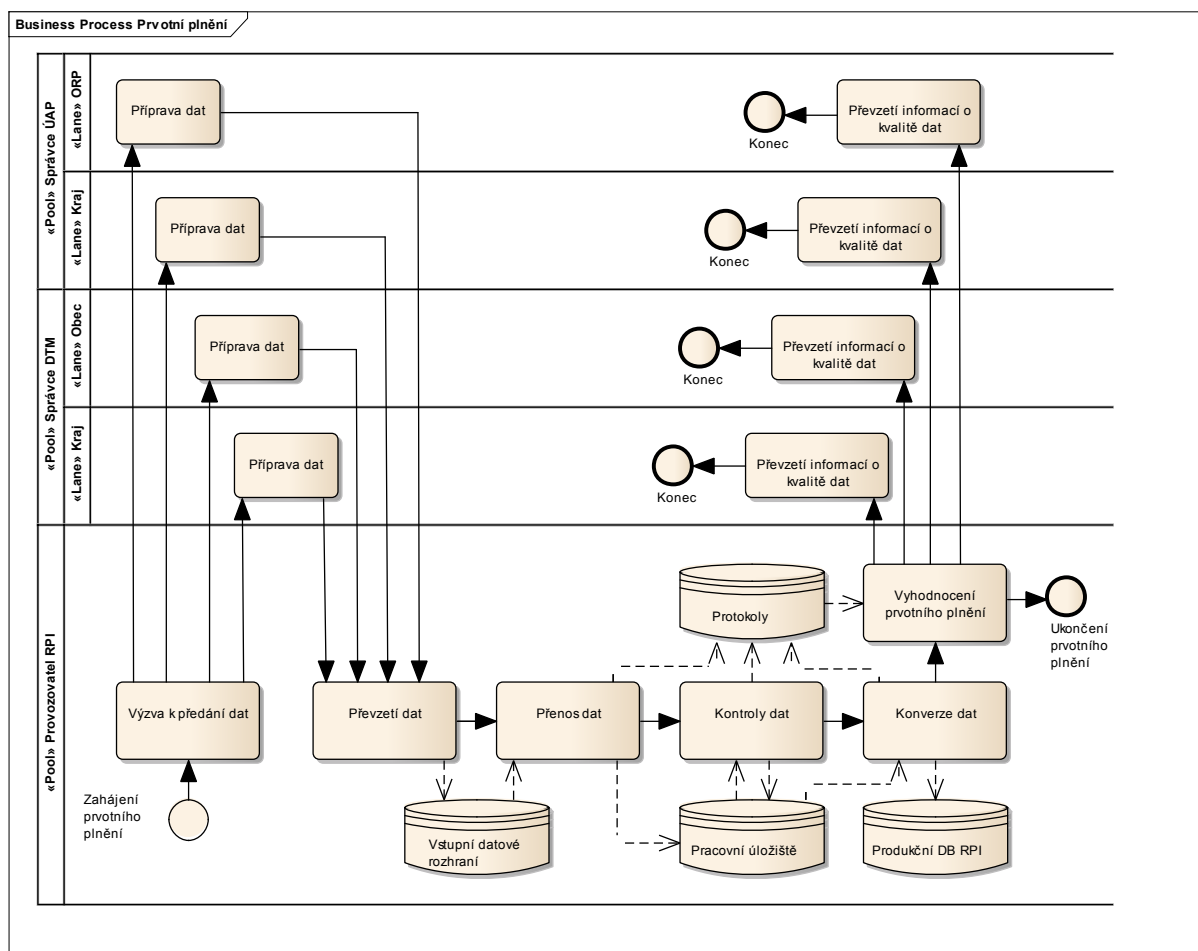 Business Process Prvotní plnění
«Pool» Správce ÚAP
«Lane» ORP
Příprava dat
Konec
Převzetí informací o
kvalitě dat
«Lane» Kraj
Příprava dat
Konec
Převzetí informací o
kvalitě dat
«Pool» Správce DTM
«Lane» Obec
Příprava dat
Konec
Převzetí informací o
kvalitě dat
«Lane» Kraj
Příprava dat
Konec
Převzetí informací o
kvalitě dat
«Pool» Provozovatel RPI
Protokoly
Vyhodnocení
prvotního plnění
Ukončení
prvotního
plnění
Výzva k předání dat
Převzetí dat
Přenos dat
Kontroly dat
Konverze dat
Zahájení
prvotního
plnění
Vstupní datové
rozhraní
Pracovní úložiště
Produkční DB RPI